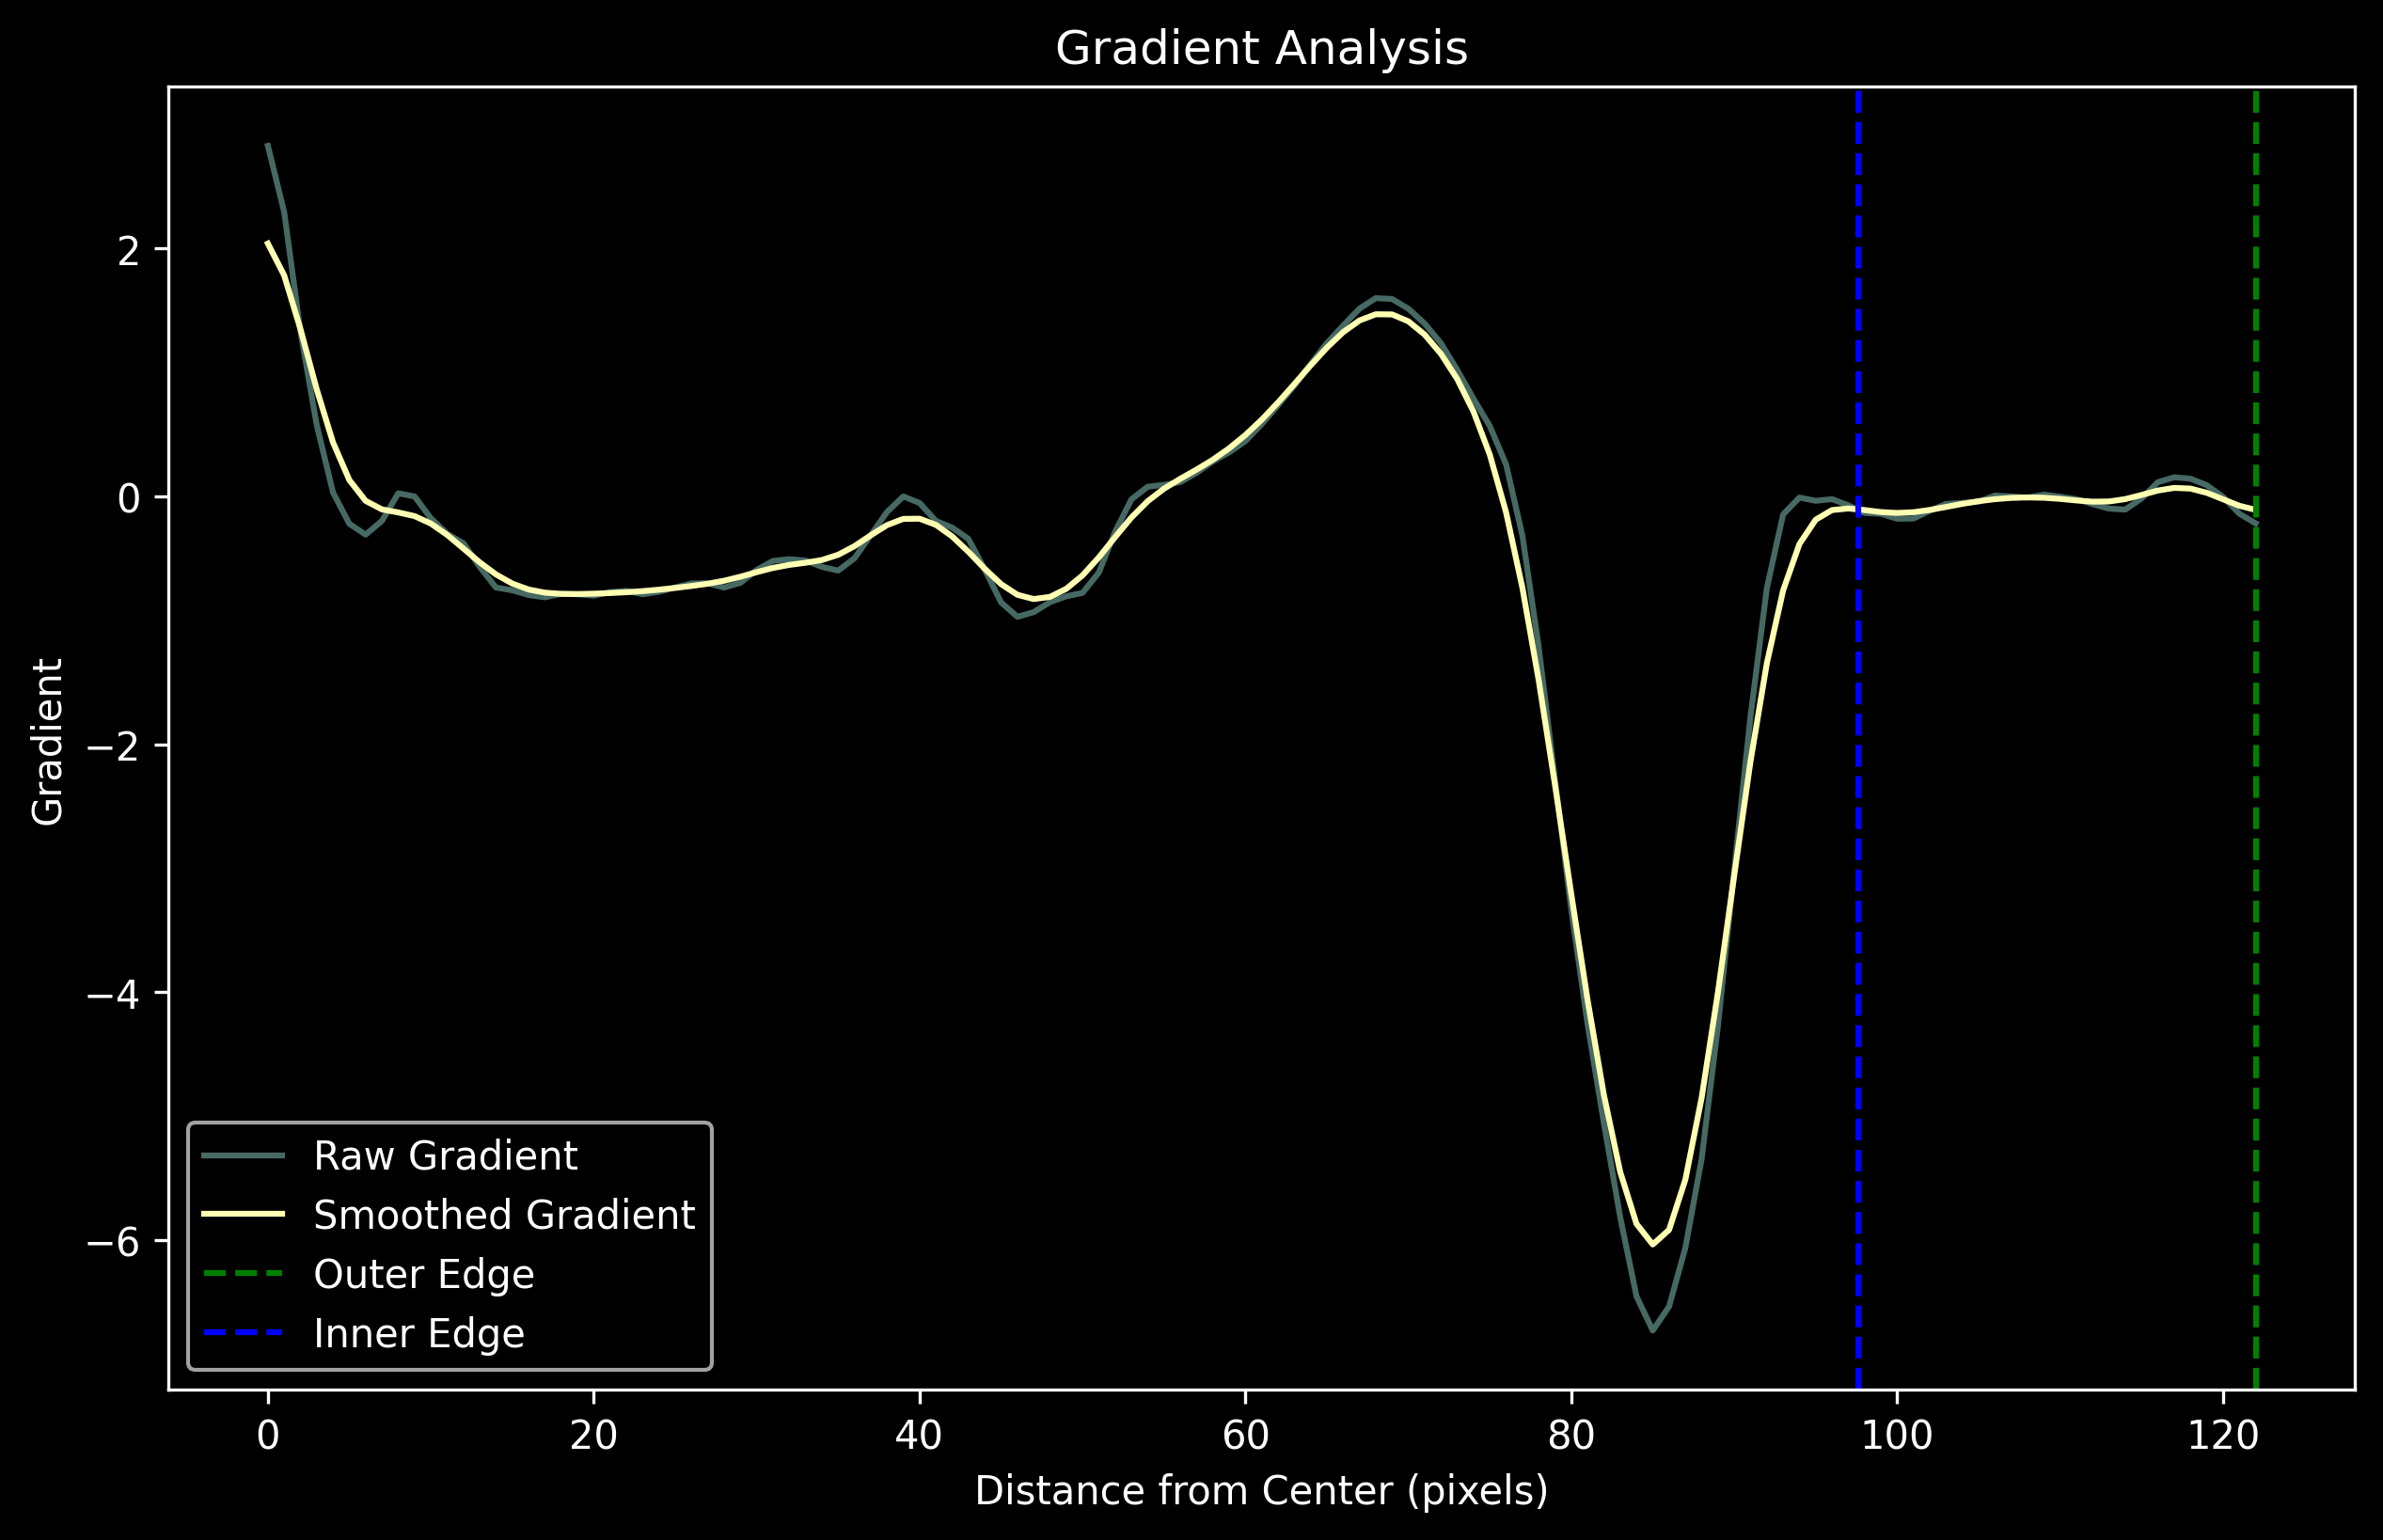 Gradient Analysis
Gradient
2
0
−2
−4
−6
Raw Gradient
Smoothed Gradient
Outer Edge
Inner Edge
0 20 40 60 80 100 120
Distance from Center (pixels)